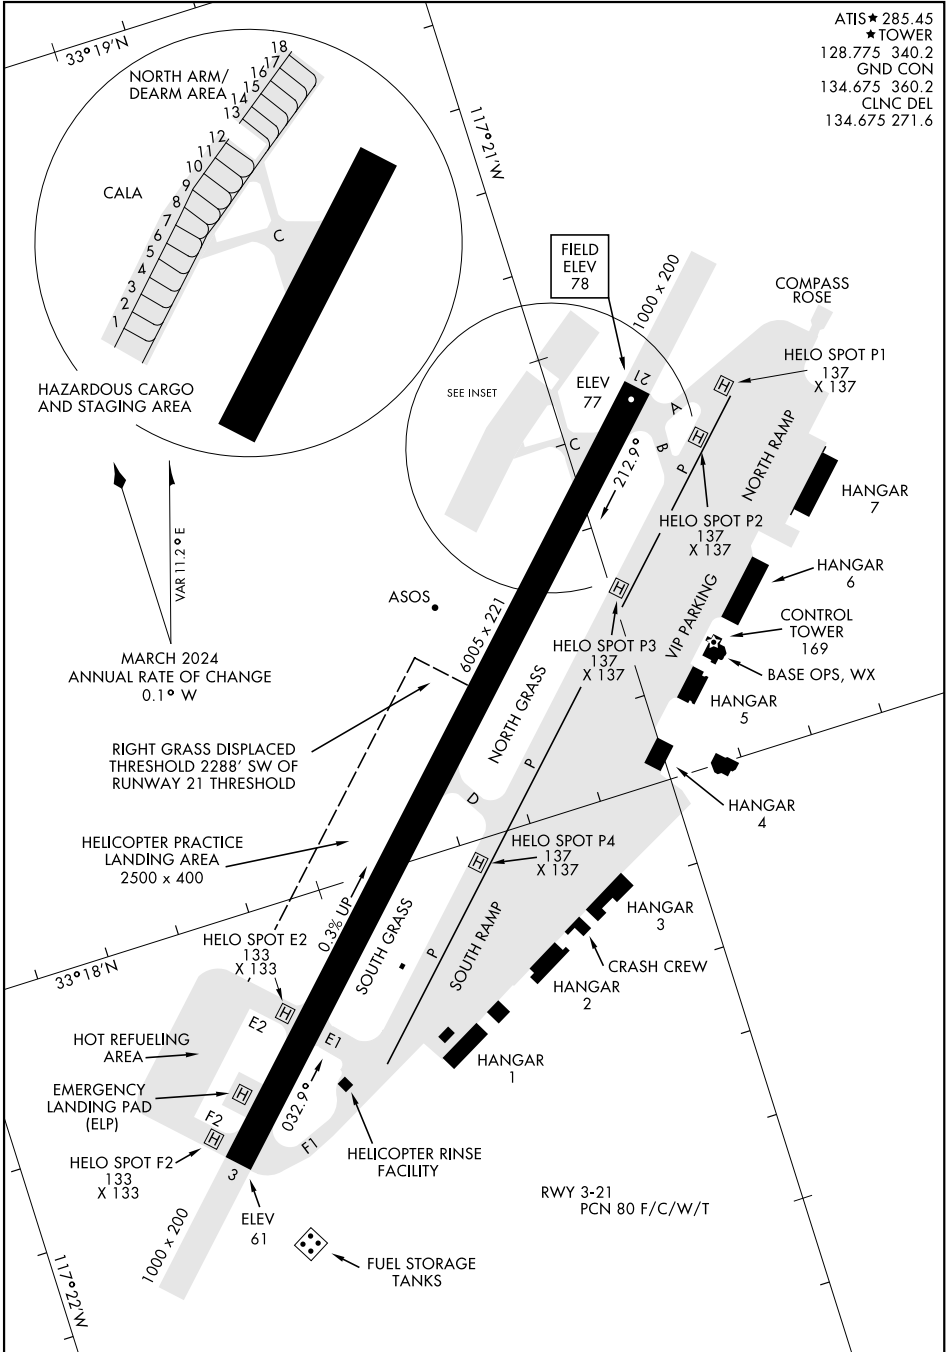 ATIS★ 285.45
★ TOWER
128.775 340.2
GND CON
134.675 360.2
CLNC DEL
134.675 271.6
33°19'N
NORTH ARM/
DEARM AREA
18
17
16
15
14
13
12
11
10
9
8
7
6
5
4
3
2
1
CALA
C
HAZARDOUS CARGO
AND STAGING AREA
117°21'W
FIELD
ELEV
78
1000 x 200
COMPASS
ROSE
HELO SPOT P1
137
X 137
SEE INSET
ELEV
77
21
H
A
B
C
H
P
212.9°
NORTH RAMP
HANGAR
7
HELO SPOT P2
137
X 137
VAR 11.2° E
HANGAR
6
ASOS
H
VIP PARKING
CONTROL
TOWER
169
6005 x 221
HELO SPOT P3
137
X 137
BASE OPS, WX
MARCH 2024
ANNUAL RATE OF CHANGE
0.1° W
NORTH GRASS
HANGAR
5
RIGHT GRASS DISPLACED
THRESHOLD 2288' SW OF
RUNWAY 21 THRESHOLD
P
D
HANGAR
4
HELICOPTER PRACTICE
LANDING AREA
2500 x 400
HELO SPOT P4
137
X 137
H
0.3% UP
HANGAR
3
HELO SPOT E2
133
X 133
SOUTH GRASS
P
SOUTH RAMP
33°18'N
CRASH CREW
HANGAR
2
H
E2
E1
HOT REFUELING
AREA
HANGAR
1
EMERGENCY
LANDING PAD
(ELP)
H
032.9°
F2
H
F1
HELICOPTER RINSE
FACILITY
HELO SPOT F2
133
X 133
3
RWY 3-21
PCN 80 F/C/W/T
ELEV
61
1000 x 200
FUEL STORAGE
TANKS
117°22'W